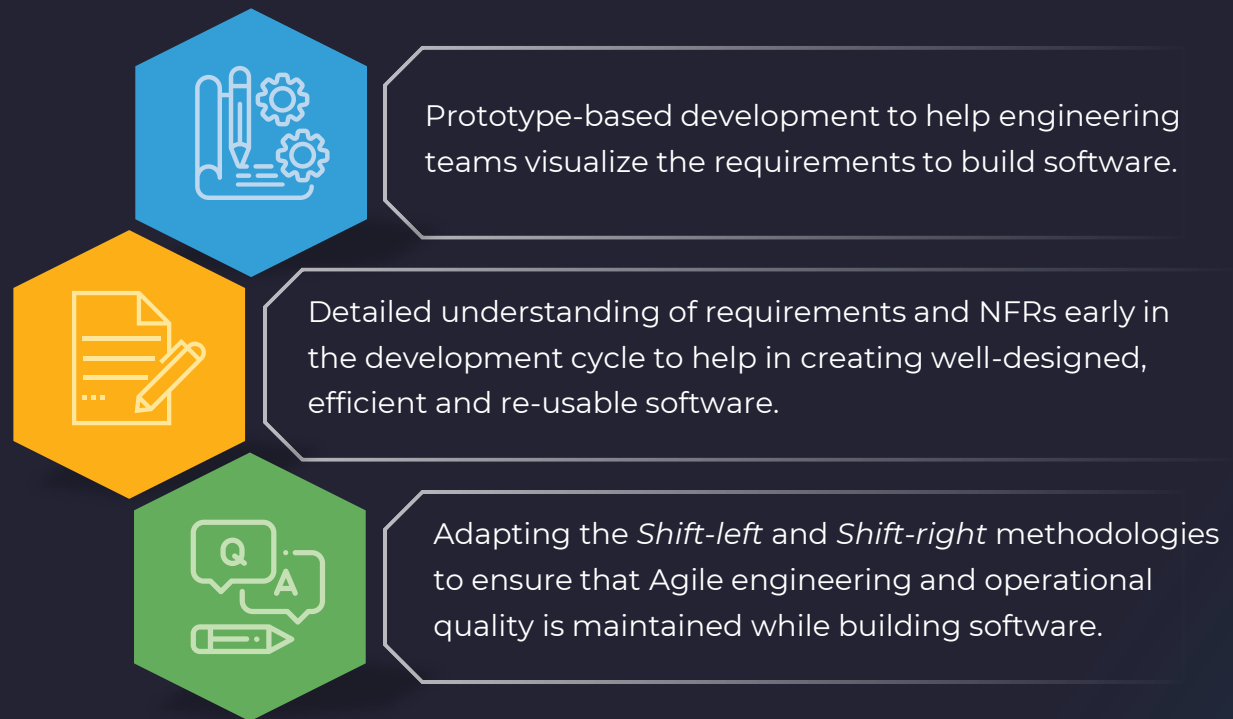 Prototype-based development to help engineering
teams visualize the requirements to build software.
Detailed understanding of requirements and NFRs early in
the development cycle to help in creating well-designed,
efficient and re-usable software.
Q
A
Adapting the Shift-left and Shift-right methodologies
to ensure that Agile engineering and operational
quality is maintained while building software.